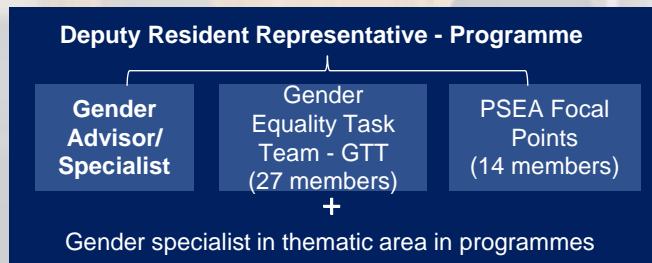 Deputy Resident Representative - Programme
Gender
Advisor/
Specialist
Gender
Equality Task
Team - GTT
(27 members)
PSEA Focal
Points
(14 members)
+
Gender specialist in thematic area in programmes